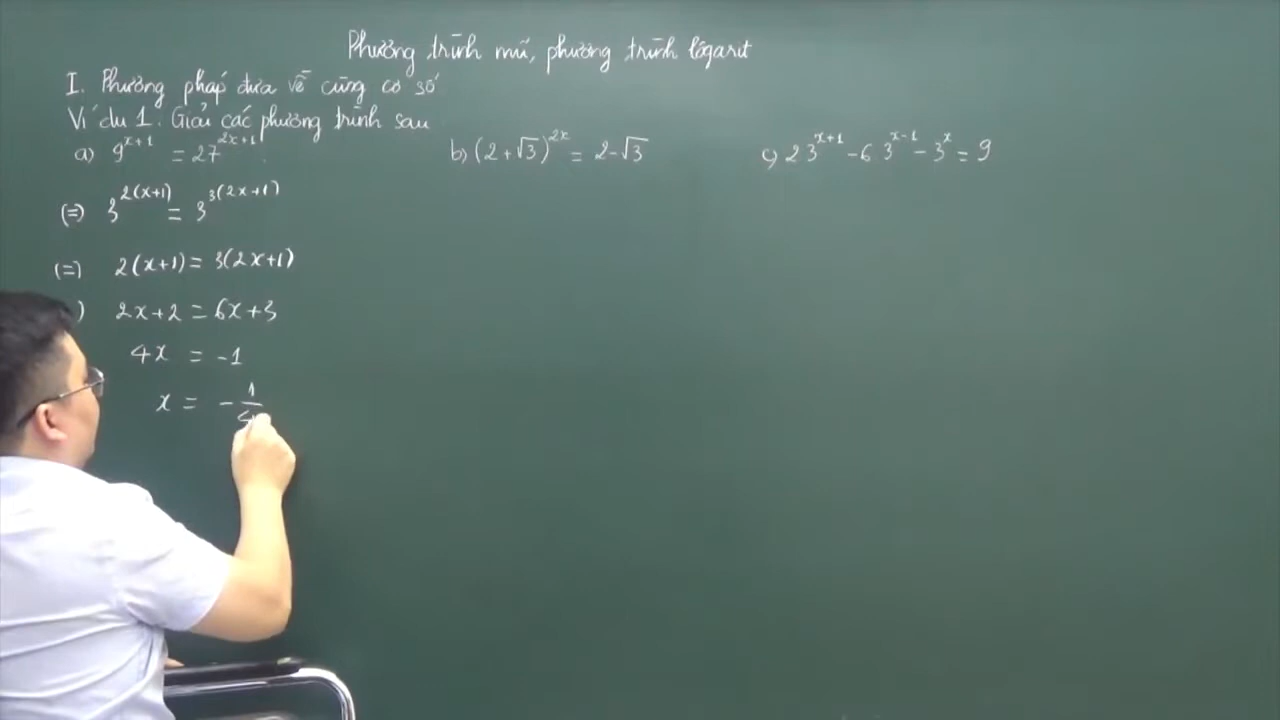 Phương trình mũ, phương trình lôgarit
I. Phương pháp đưa về cùng cơ số
Ví dụ 1. Giải các phương trình sau
a) 9^{x+1} = 27^{2x+1}
b) (2+√3)^{2x} = 2-√3
c) 2 3^{x+1} - 6 3^{x-1} - 3^x = 9
(=) 3^{2(x+1)} = 3^{3(2x+1)}
(=) 2(x+1) = 3(2x+1)
) 2x+2 = 6x+3
4x = -1
x = -1/4